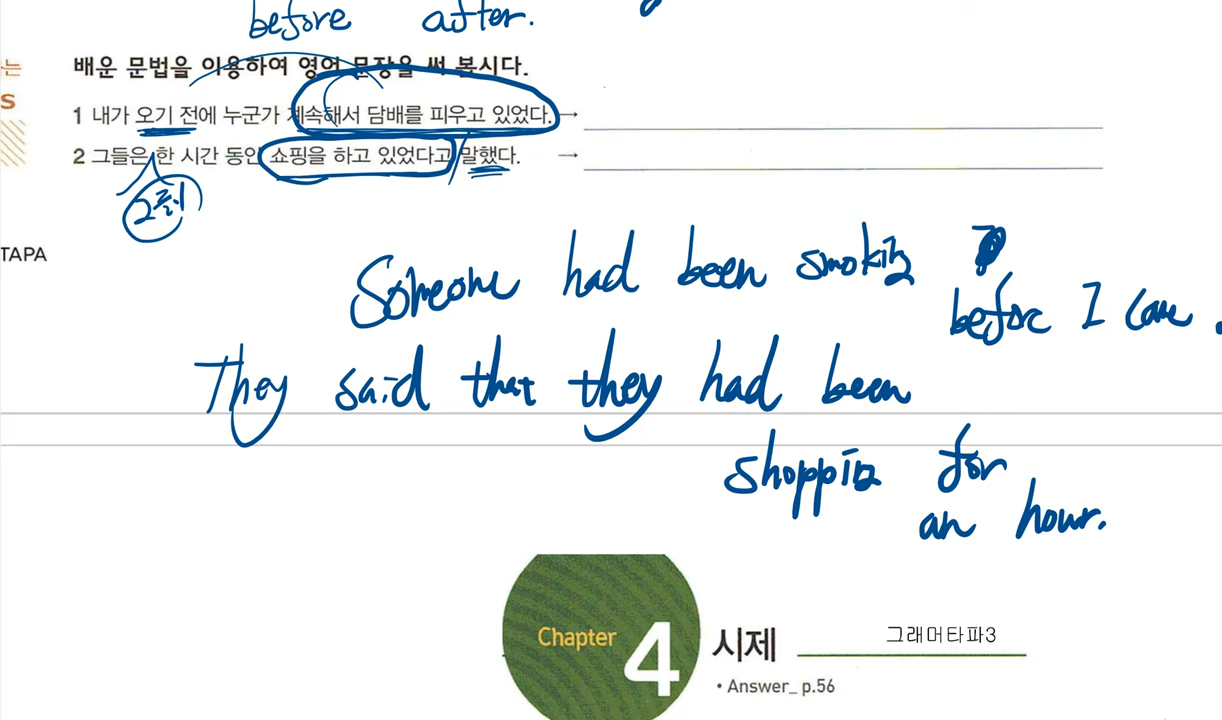 before after.
는 배운 문법을 이용하여 영어 문장을 써 봅시다.
S
1 내가 오기 전에 누군가 계속해서 담배를 피우고 있었다. →
2 그들은 한 시간 동안 쇼핑을 하고 있었다고 말했다. →
TAPA
Someone had been smoking
before I came.
They said that they had been
shopping for
an hour.
Chapter 4 시제 그래머타파3
• Answer_ p.56